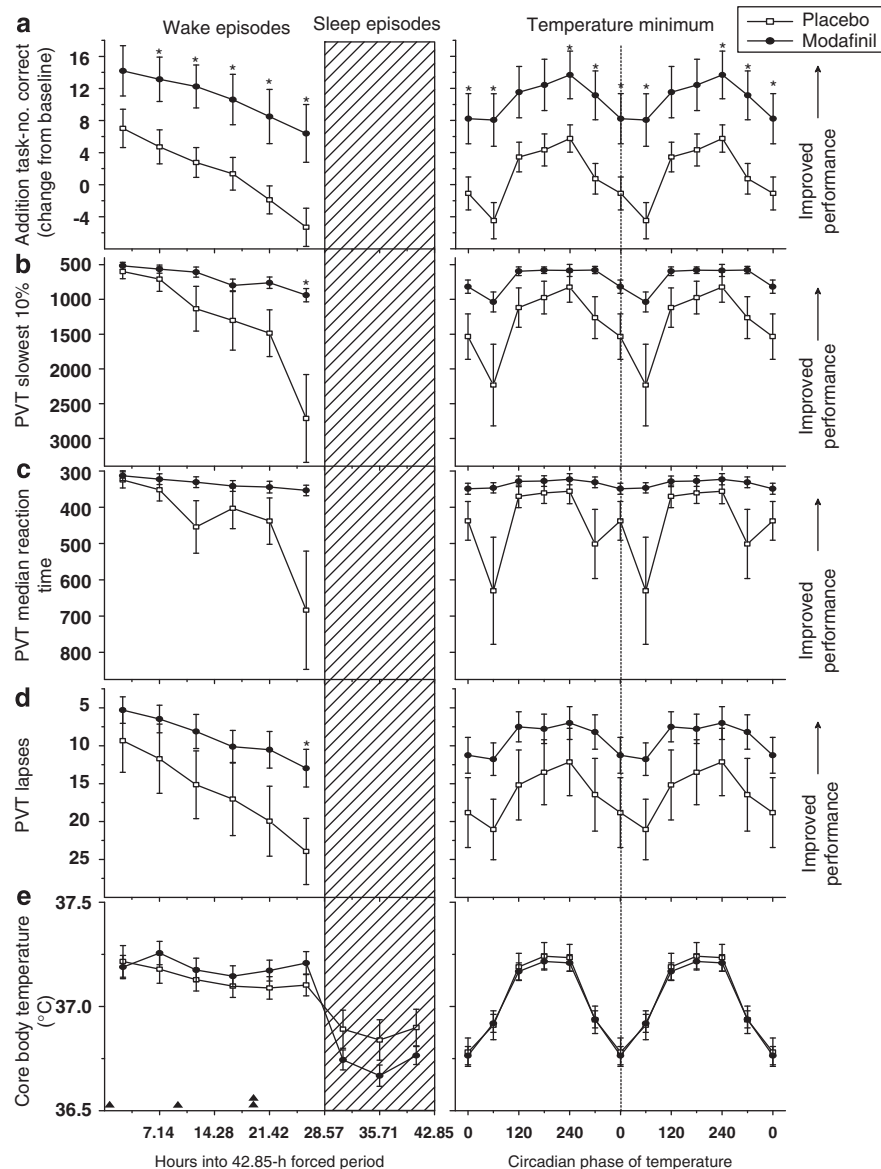 Placebo
Modafinil
Wake episodes
Sleep episodes
Temperature minimum
a
Addition task-no. correct
(change from baseline)
16
12
8
4
0
-4
* * * * *
* * * * * * * *
Improved
performance
b
PVT slowest 10%
500
1000
1500
2000
2500
3000
*
Improved
performance
c
PVT median reaction
time
300
400
500
600
700
800
Improved
performance
d
PVT lapses
5
10
15
20
25
*
Improved
performance
e
Core body temperature
(°C)
37.5
37.0
36.5
7.14 14.28 21.42 28.57 35.71 42.85
0 120 240 0 120 240 0
Hours into 42.85-h forced period
Circadian phase of temperature